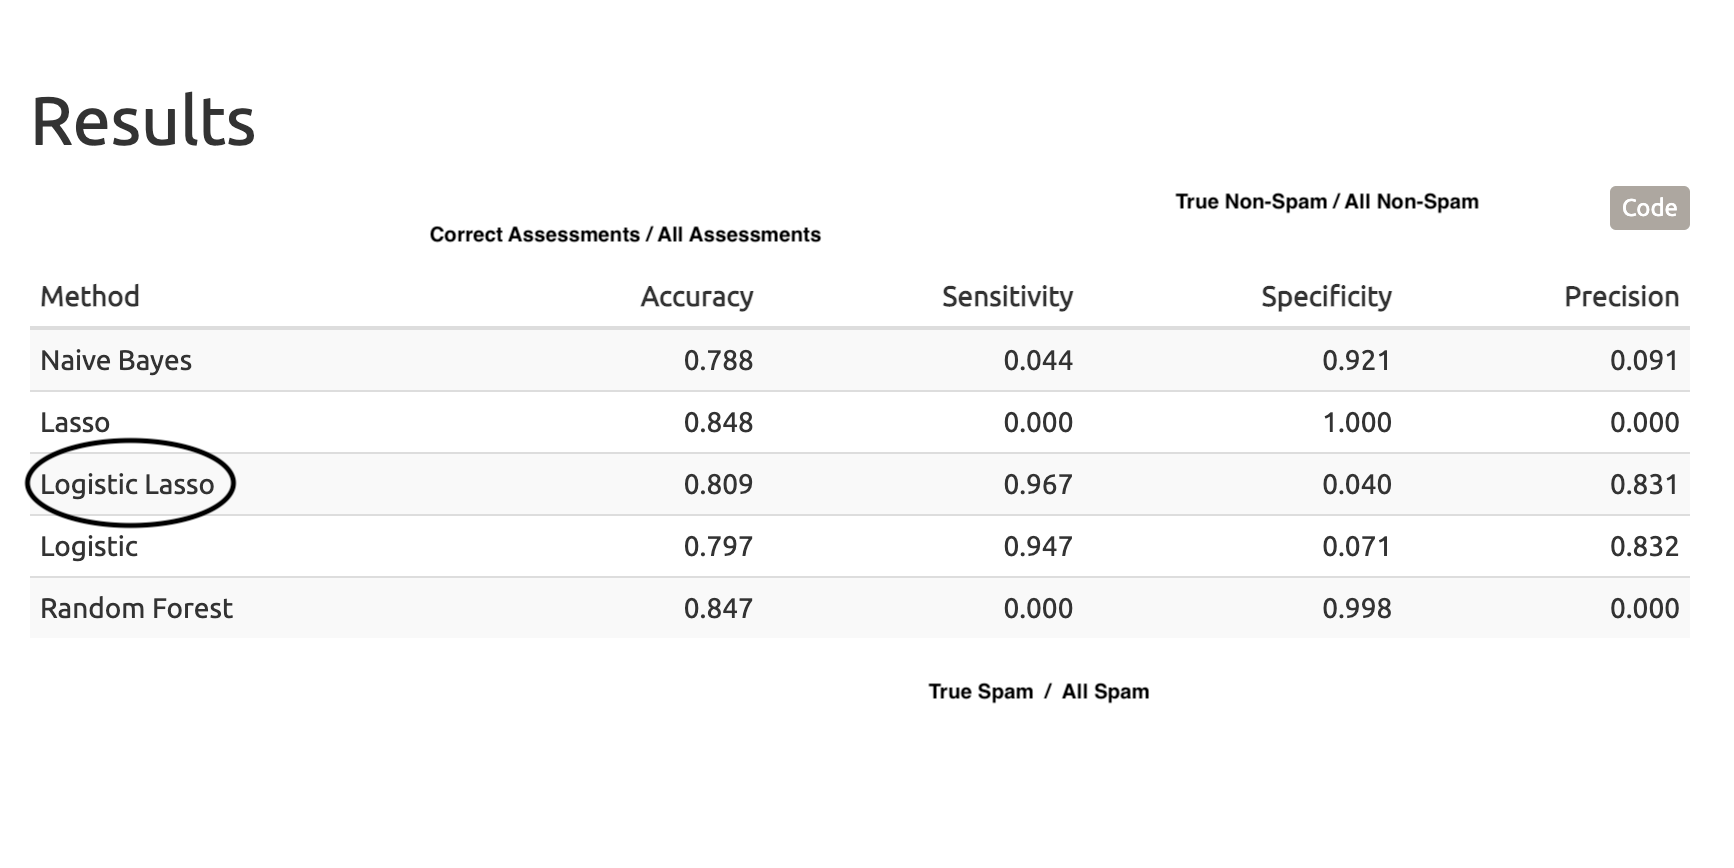 Results
True Non-Spam / All Non-Spam
Code
Correct Assessments / All Assessments
Method Accuracy Sensitivity Specificity Precision
Naive Bayes 0.788 0.044 0.921 0.091
Lasso 0.848 0.000 1.000 0.000
Logistic Lasso 0.809 0.967 0.040 0.831
Logistic 0.797 0.947 0.071 0.832
Random Forest 0.847 0.000 0.998 0.000
True Spam / All Spam